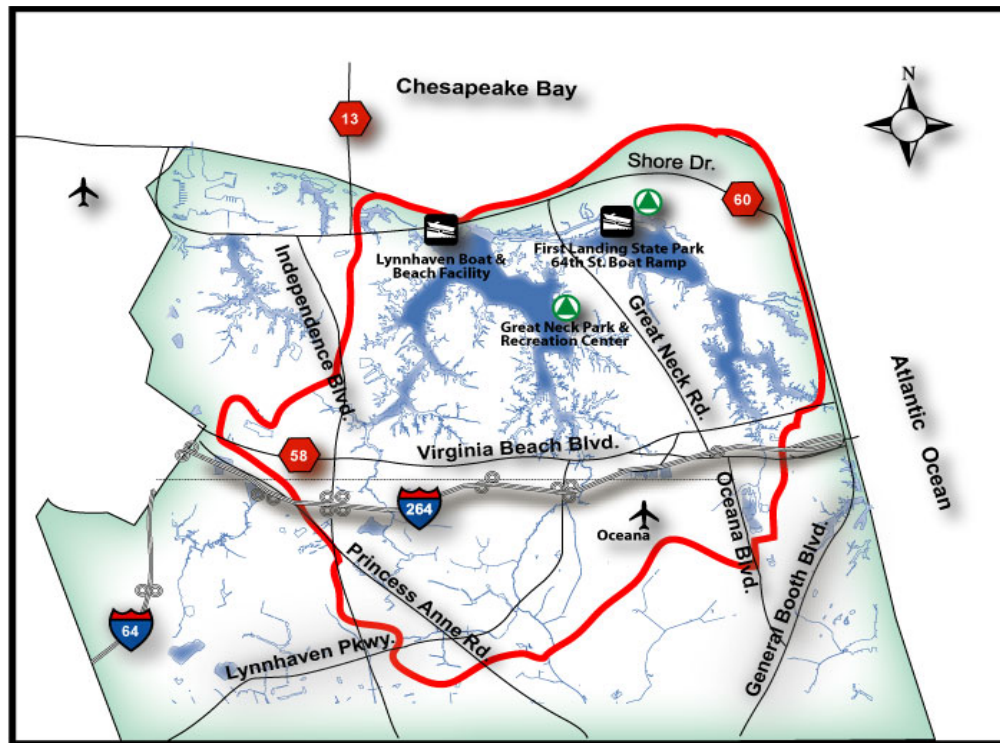 N
Chesapeake Bay
13
Shore Dr.
60
First Landing State Park
64th St. Boat Ramp
Lynnhaven Boat &
Beach Facility
Independence Blvd.
Great Neck Park &
Recreation Center
Great Neck Rd.
Atlantic Ocean
Virginia Beach Blvd.
58
264
Oceana
Oceana Blvd.
General Booth Blvd.
Princess Anne Rd.
64
Lynnhaven Pkwy.